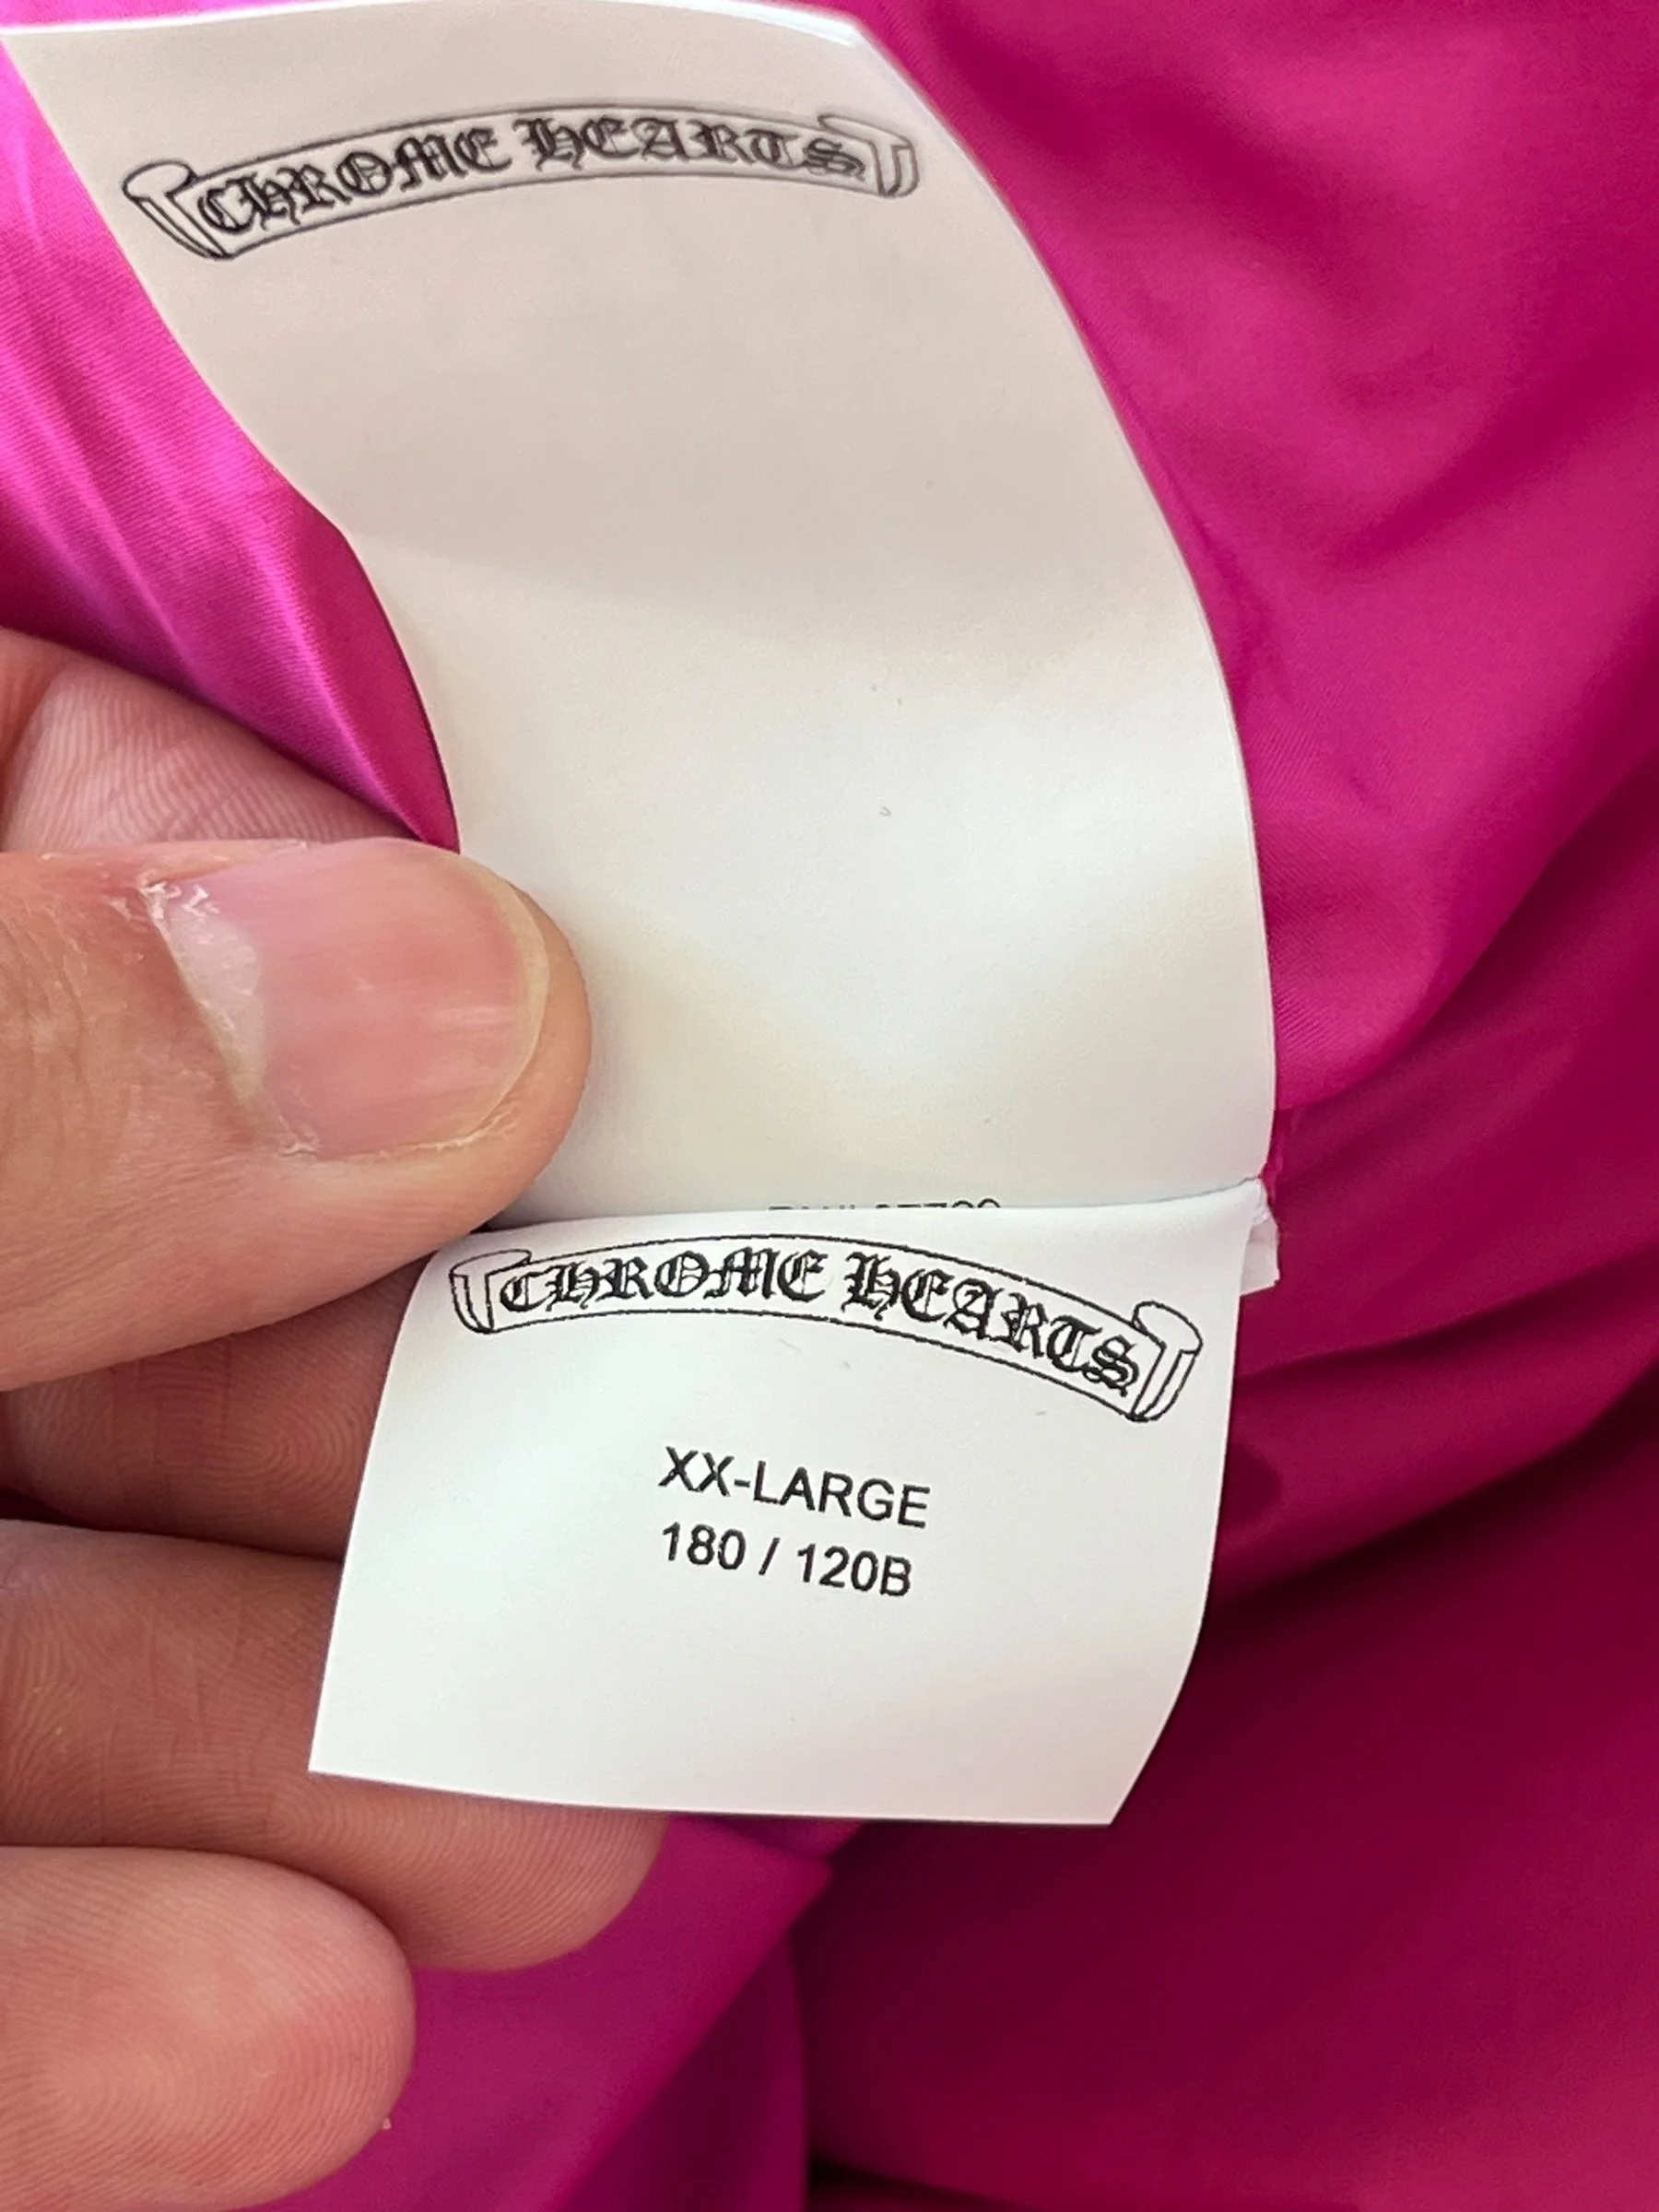 CHROME HEARTS
CHROME HEARTS
XX-LARGE
180 / 120B